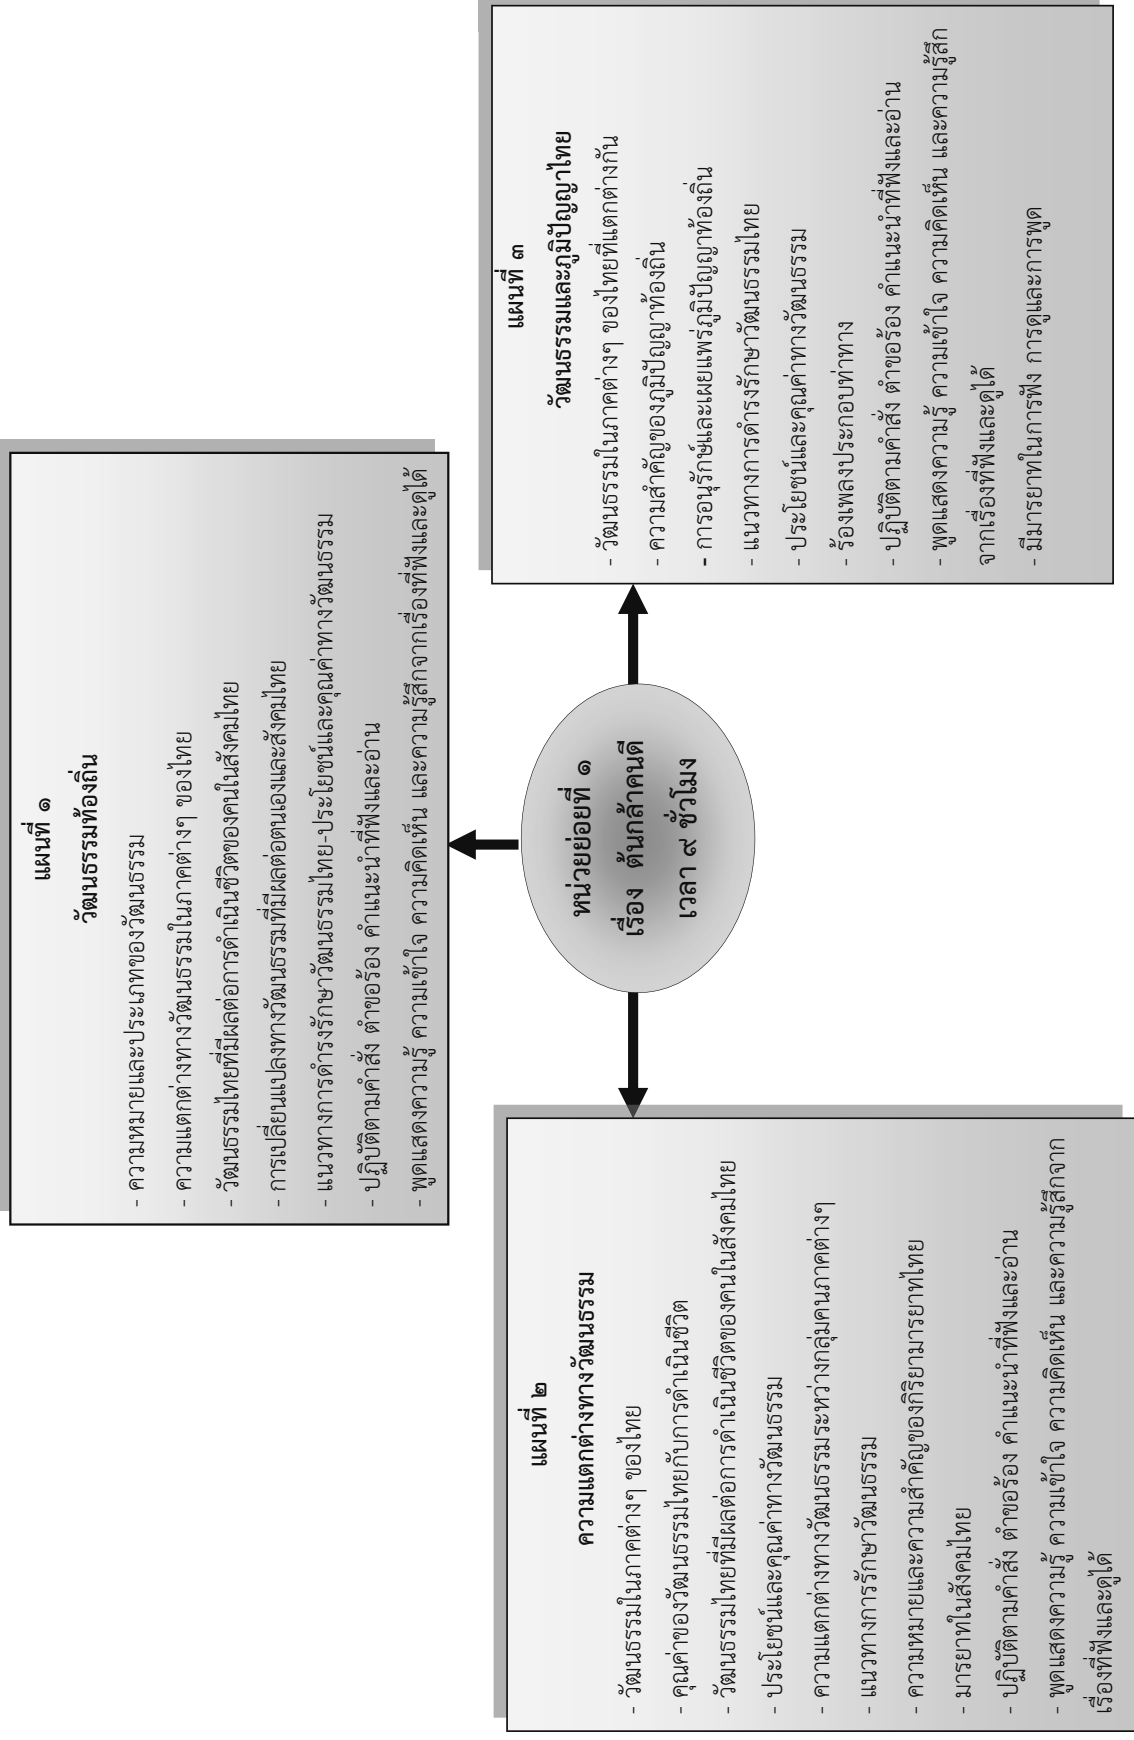 แผนที่ ๑
วัฒนธรรมท้องถิ่น
- ความหมายและประเภทของวัฒนธรรม
- ความแตกต่างทางวัฒนธรรมในภาคต่างๆ ของไทย
- วัฒนธรรมไทยที่มีผลต่อการดำเนินชีวิตของคนในสังคมไทย
- การเปลี่ยนแปลงทางวัฒนธรรมที่มีผลต่อตนเองและสังคมไทย
- แนวทางการดำรงรักษาวัฒนธรรมไทย-ประโยชน์และคุณค่าทางวัฒนธรรม
- ปฏิบัติตามคำสั่ง ตำขอร้อง คำแนะนำที่ฟังและอ่าน
- พูดแสดงความรู้ ความเข้าใจ ความคิดเห็น และความรู้สึกจากเรื่องที่ฟังและดูได้
หน่วยย่อยที่ ๑
เรื่อง ต้นกล้าคนดี
เวลา ๙ ชั่วโมง
แผนที่ ๒
ความแตกต่างทางวัฒนธรรม
- วัฒนธรรมในภาคต่างๆ ของไทย
- คุณค่าของวัฒนธรรมไทยกับการดำเนินชีวิต
- วัฒนธรรมไทยที่มีผลต่อการดำเนินชีวิตของคนในสังคมไทย
- ประโยชน์และคุณค่าทางวัฒนธรรม
- ความแตกต่างทางวัฒนธรรมระหว่างกลุ่มคนภาคต่างๆ
- แนวทางการรักษาวัฒนธรรม
- ความหมายและความสำคัญของกิริยามารยาทไทย
- มารยาทในสังคมไทย
- ปฏิบัติตามคำสั่ง ตำขอร้อง คำแนะนำที่ฟังและอ่าน
- พูดแสดงความรู้ ความเข้าใจ ความคิดเห็น และความรู้สึกจาก
เรื่องที่ฟังและดูได้
แผนที่ ๓
วัฒนธรรมและภูมิปัญญาไทย
- วัฒนธรรมในภาคต่างๆ ของไทยที่แตกต่างกัน
- ความสำคัญของภูมิปัญญาท้องถิ่น
- การอนุรักษ์และเผยแพร่ภูมิปัญญาท้องถิ่น
- แนวทางการดำรงรักษาวัฒนธรรมไทย
- ประโยชน์และคุณค่าทางวัฒนธรรม
- ร้องเพลงประกอบท่าทาง
- ปฏิบัติตามคำสั่ง ตำขอร้อง คำแนะนำที่ฟังและอ่าน
- พูดแสดงความรู้ ความเข้าใจ ความคิดเห็น และความรู้สึก
จากเรื่องที่ฟังและดูได้
- มีมารยาทในการฟัง การดูและการพูด